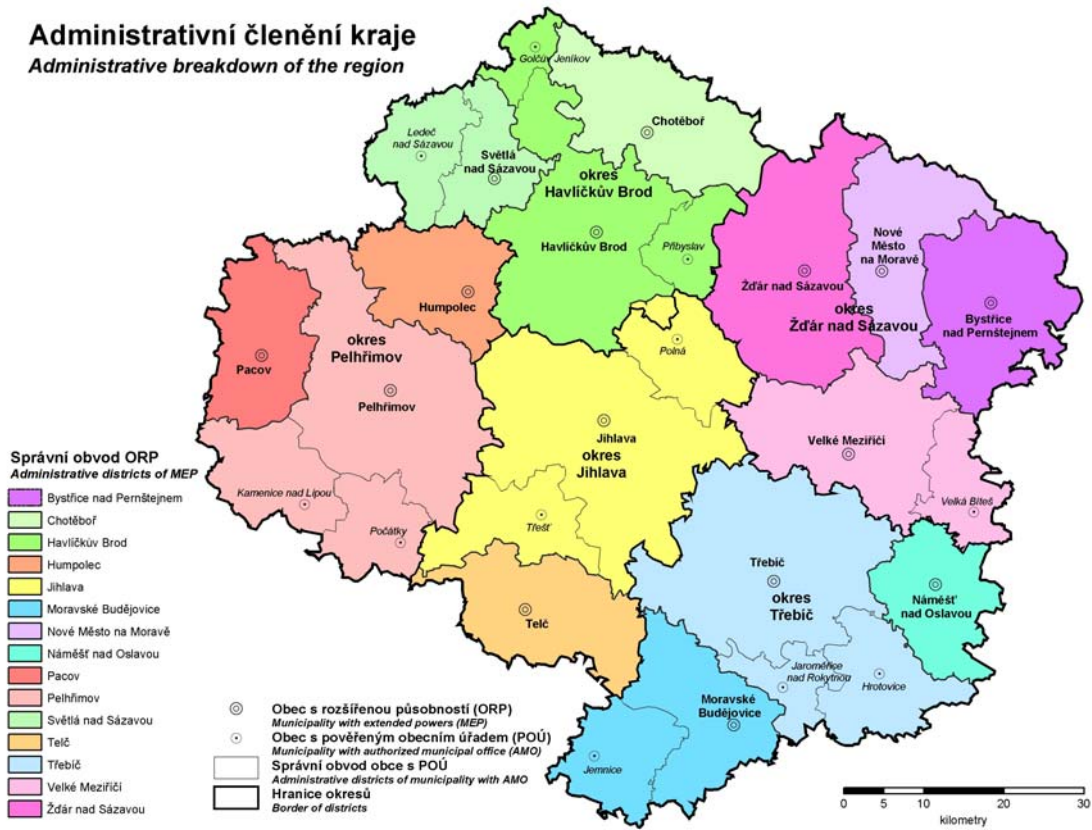 Administrativní členění kraje
Administrative breakdown of the region
Golčův Jeníkov
Chotěboř
Ledeč
nad Sázavou
Světlá
nad Sázavou
okres
Havlíčkův Brod
Havlíčkův Brod
Přibyslav
Nové
Město
na Moravě
Žďár nad Sázavou
okres
Žďár nad Sázavou
Bystřice
nad Pernštejnem
Humpolec
okres
Pelhřimov
Polná
Pacov
Pelhřimov
Jihlava
okres
Jihlava
Velké Meziříčí
Velká Bíteš
Kamenice nad Lipou
Počátky
Třešť
Třebíč
okres
Třebíč
Náměšť
nad Oslavou
Telč
Jaroměřice
nad Rokytnou
Hrotovice
Moravské
Budějovice
Jemnice
Správní obvod ORP
Administrative districts of MEP
Bystřice nad Pernštejnem
Chotěboř
Havlíčkův Brod
Humpolec
Jihlava
Moravské Budějovice
Nové Město na Moravě
Náměšť nad Oslavou
Pacov
Pelhřimov
Světlá nad Sázavou
Telč
Třebíč
Velké Meziříčí
Žďár nad Sázavou
Obec s rozšířenou působností (ORP)
Municipality with extended powers (MEP)
Obec s pověřeným obecním úřadem (POÚ)
Municipality with authorized municipal office (AMO)
Správní obvod obce s POÚ
Administrative districts of municipality with AMO
Hranice okresů
Border of districts
0 5 10 20 30
kilometry